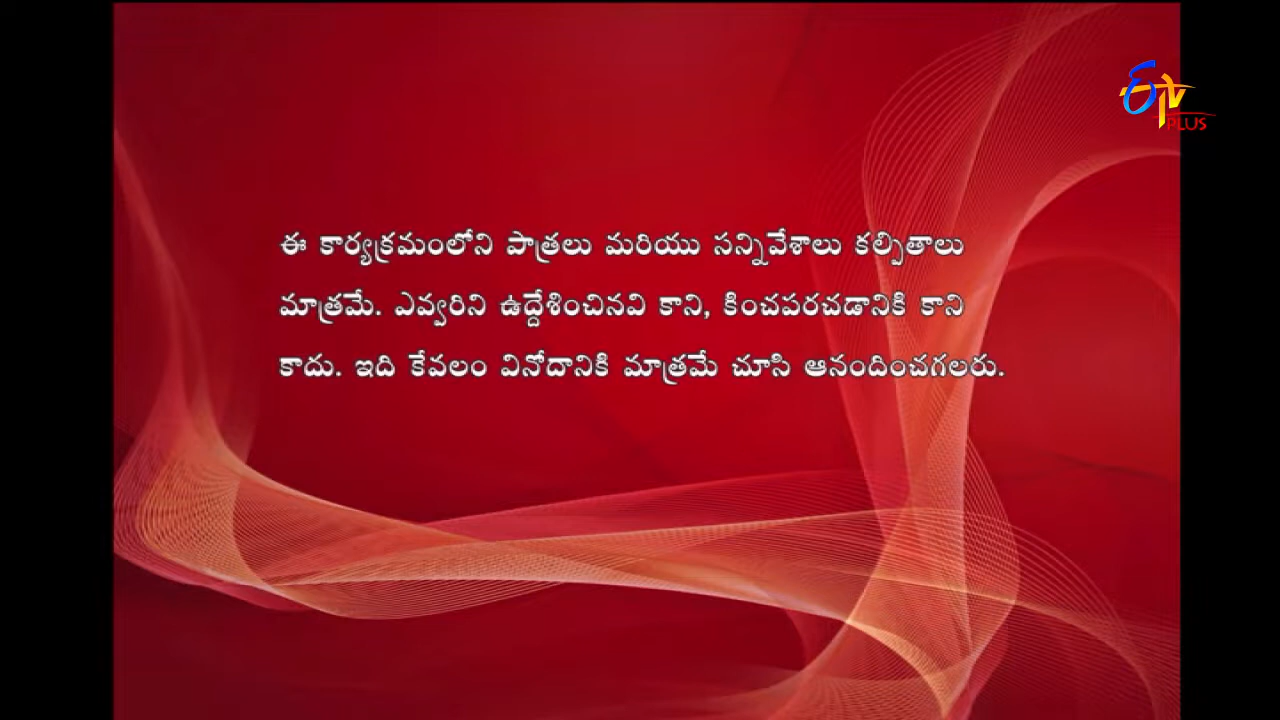 ETV
PLUS
ఈ కార్యక్రమంలోని పాత్రలు మరియు సన్నివేశాలు కల్పితాలు
మాత్రమే. ఎవ్వరిని ఉద్దేశించినవి కాని, కించపరచడానికి కాని
కాదు. ఇది కేవలం వినోదానికి మాత్రమే చూసి ఆనందించగలరు.